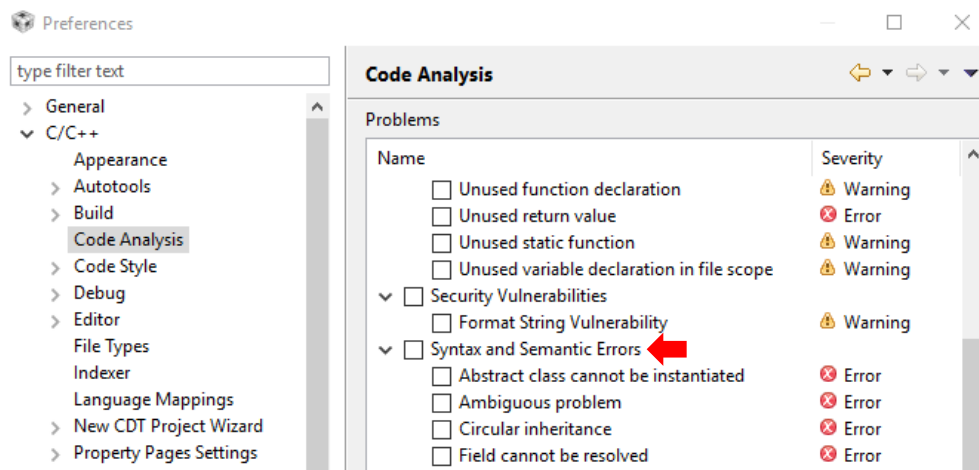 Preferences
type filter text
General
C/C++
Appearance
Autotools
Build
Code Analysis
Code Style
Debug
Editor
File Types
Indexer
Language Mappings
New CDT Project Wizard
Property Pages Settings
Code Analysis
Problems
Name Severity
Unused function declaration Warning
Unused return value Error
Unused static function Warning
Unused variable declaration in file scope Warning
Security Vulnerabilities
Format String Vulnerability Warning
Syntax and Semantic Errors
Abstract class cannot be instantiated Error
Ambiguous problem Error
Circular inheritance Error
Field cannot be resolved Error